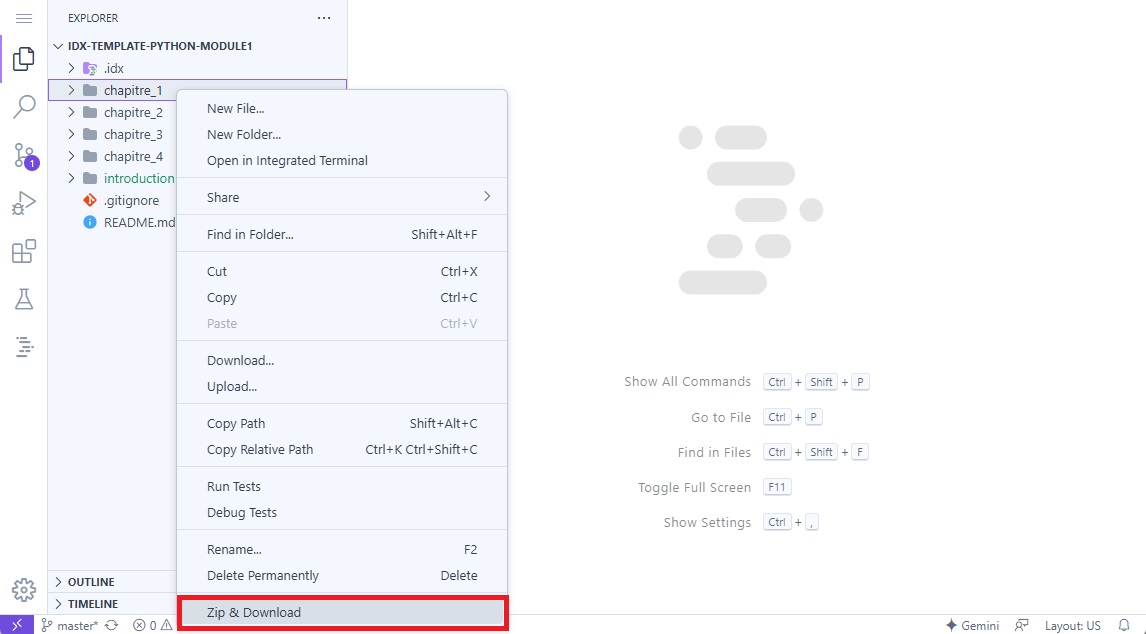 EXPLORER
IDX-TEMPLATE-PYTHON-MODULE1
.idx
chapitre_1
chapitre_2
chapitre_3
chapitre_4
introduction
.gitignore
README.md
New File...
New Folder...
Open in Integrated Terminal
Share
Find in Folder... Shift+Alt+F
Cut Ctrl+X
Copy Ctrl+C
Paste Ctrl+V
Download...
Upload...
Copy Path Shift+Alt+C
Copy Relative Path Ctrl+K Ctrl+Shift+C
Run Tests
Debug Tests
Rename... F2
Delete Permanently Delete
Zip & Download
Show All Commands Ctrl + Shift + P
Go to File Ctrl + P
Find in Files Ctrl + Shift + F
Toggle Full Screen F11
Show Settings Ctrl + ,
1
OUTLINE
TIMELINE
master* 0 Gemini Layout: US